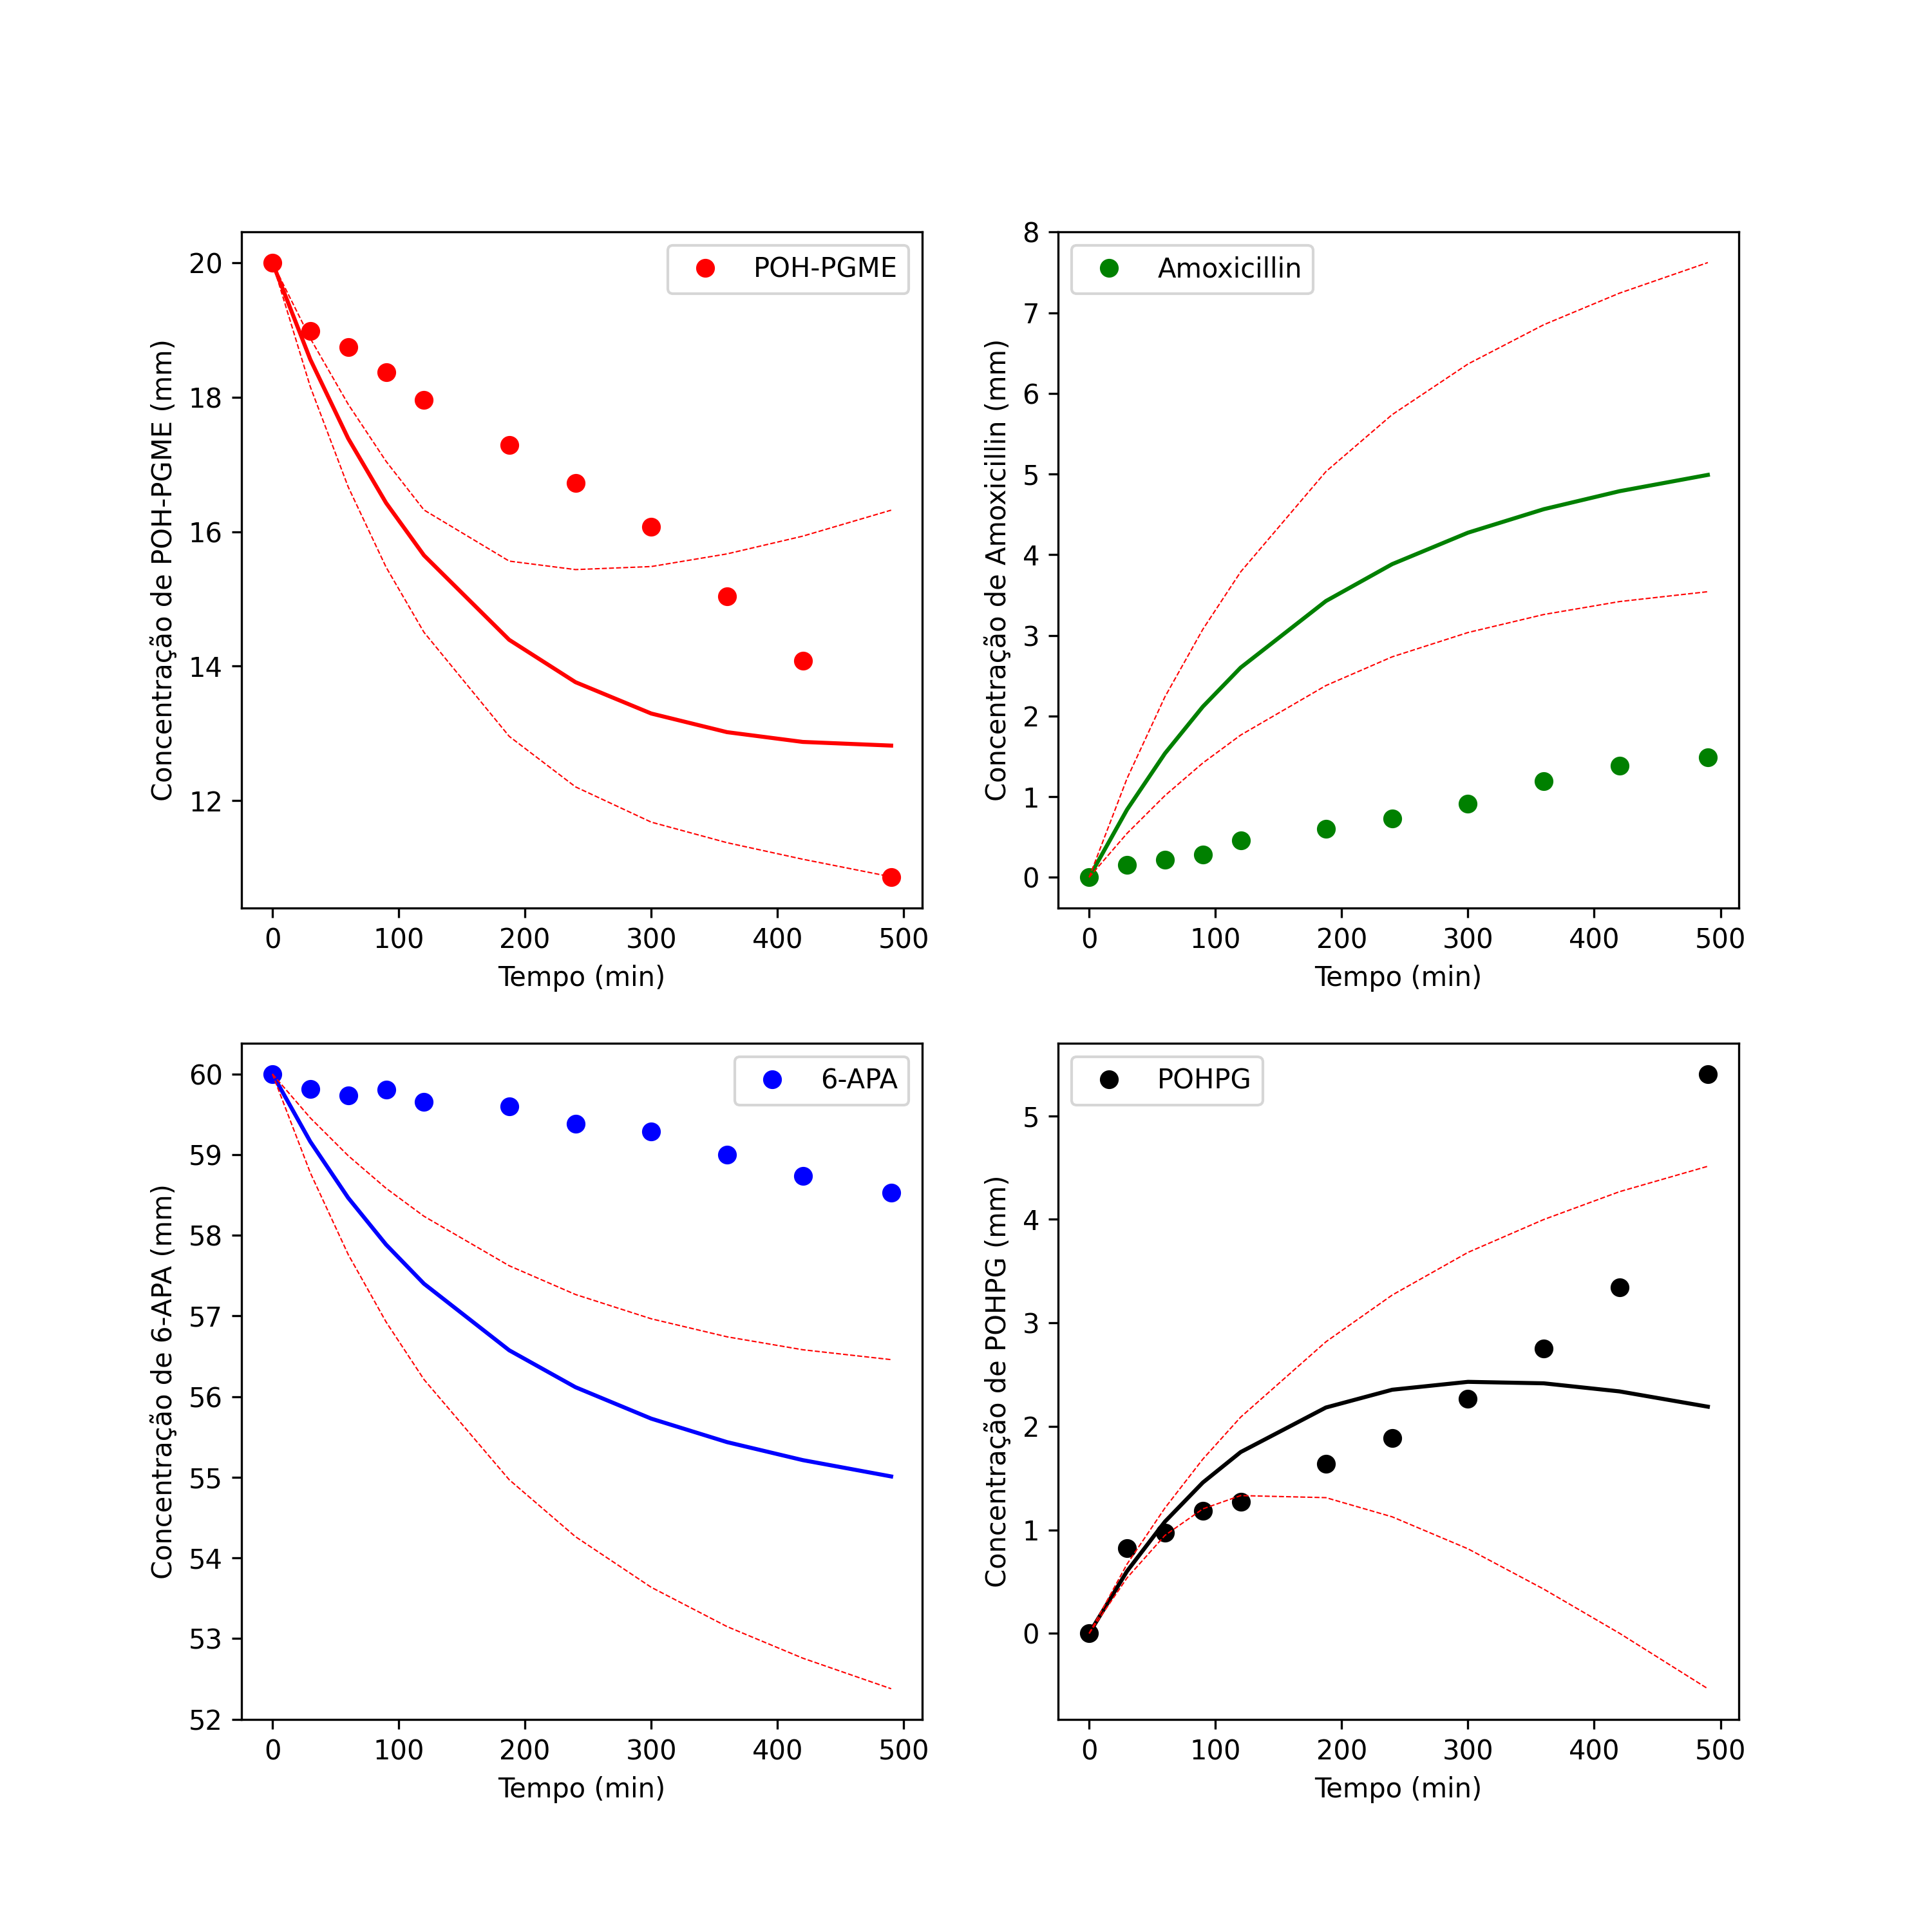 POH-PGME
Concentração de POH-PGME (mm)
20
18
16
14
12
0 100 200 300 400 500
Tempo (min)
Amoxicillin
Concentração de Amoxicillin (mm)
8
7
6
5
4
3
2
1
0
0 100 200 300 400 500
Tempo (min)
6-APA
Concentração de 6-APA (mm)
60
59
58
57
56
55
54
53
52
0 100 200 300 400 500
Tempo (min)
POHPG
Concentração de POHPG (mm)
5
4
3
2
1
0
0 100 200 300 400 500
Tempo (min)